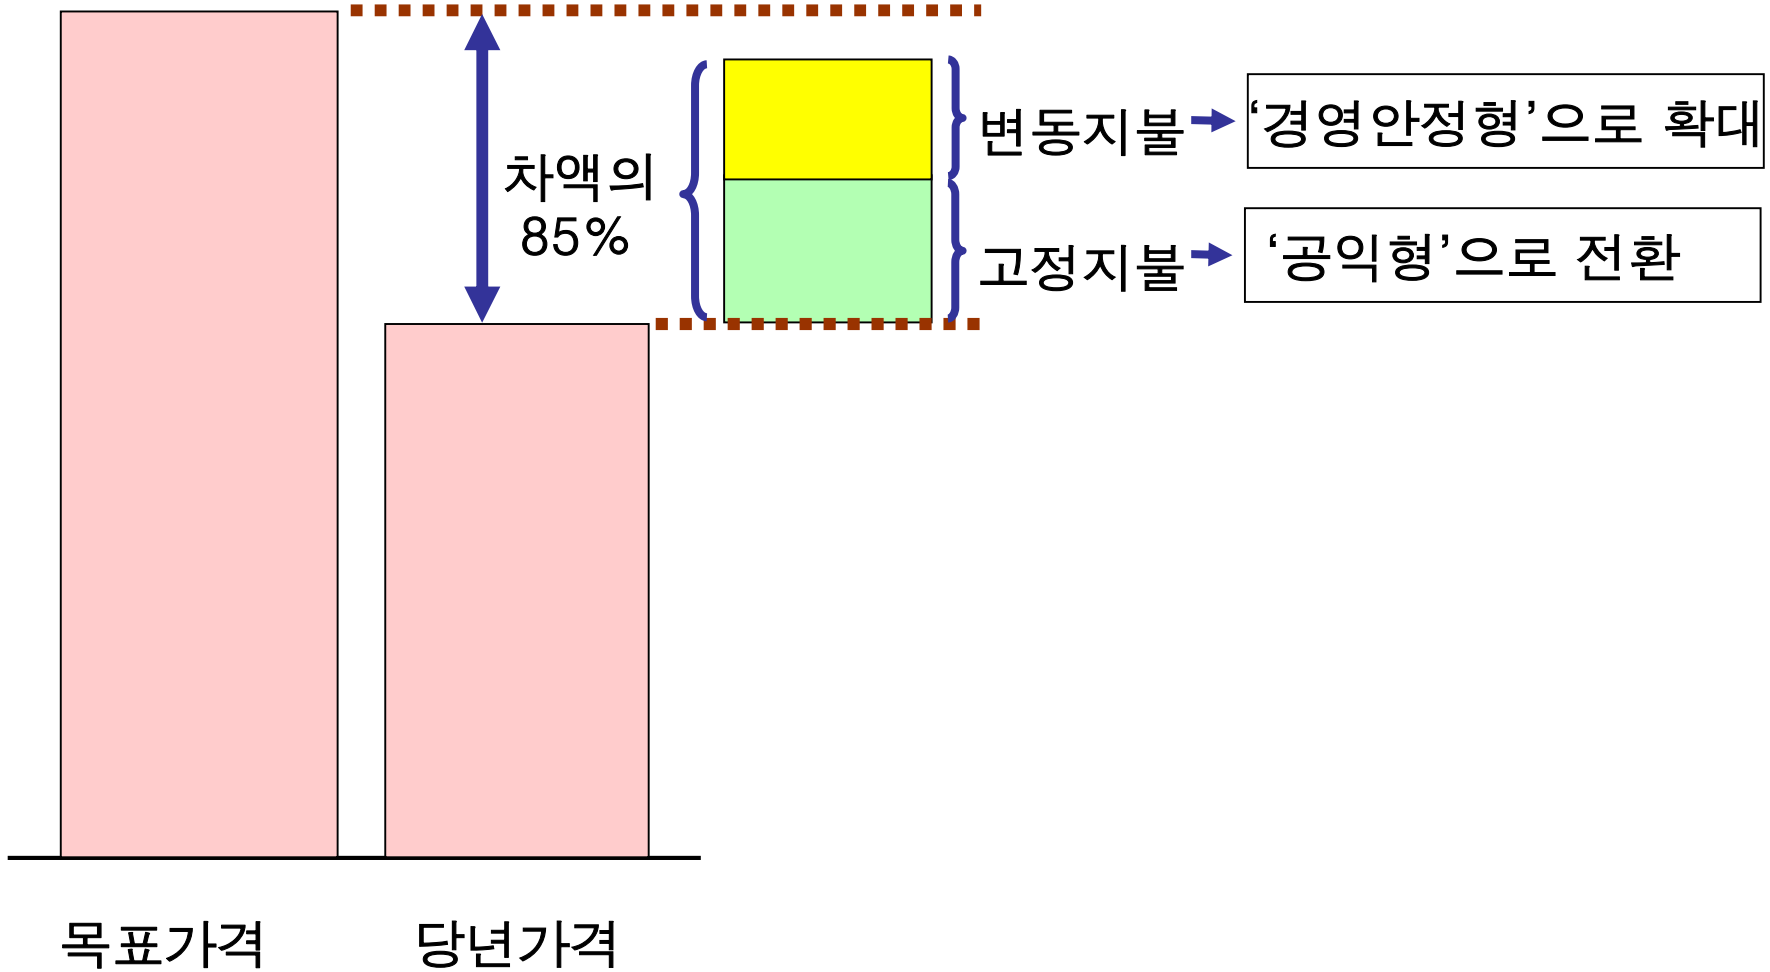 차액의
85%
변동지불
‘경영안정형’으로 확대
고정지불
‘공익형’으로 전환
목표가격
당년가격